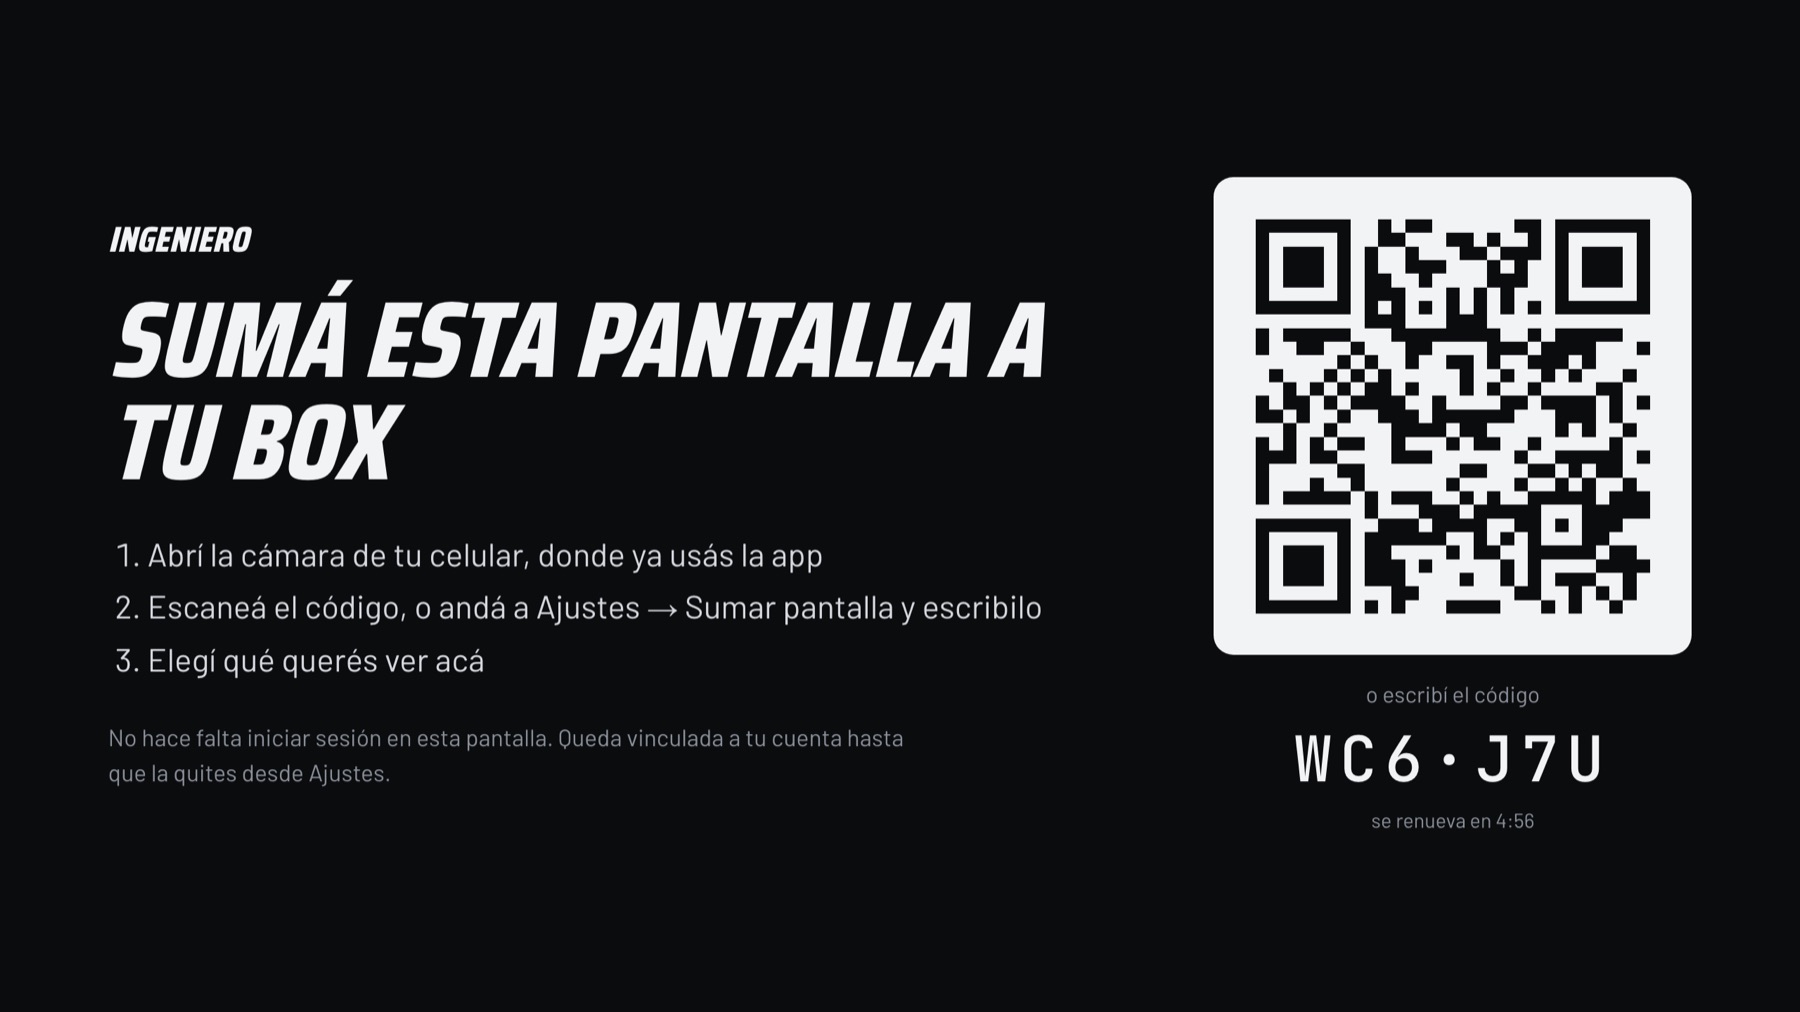 INGENIERO
SUMÁ ESTA PANTALLA A
TU BOX
1. Abrí la cámara de tu celular, donde ya usás la app
2. Escaneá el código, o andá a Ajustes → Sumar pantalla y escribilo
3. Elegí qué querés ver acá
No hace falta iniciar sesión en esta pantalla. Queda vinculada a tu cuenta hasta
que la quites desde Ajustes.
o escribí el código
WC6·J7U
se renueva en 4:56